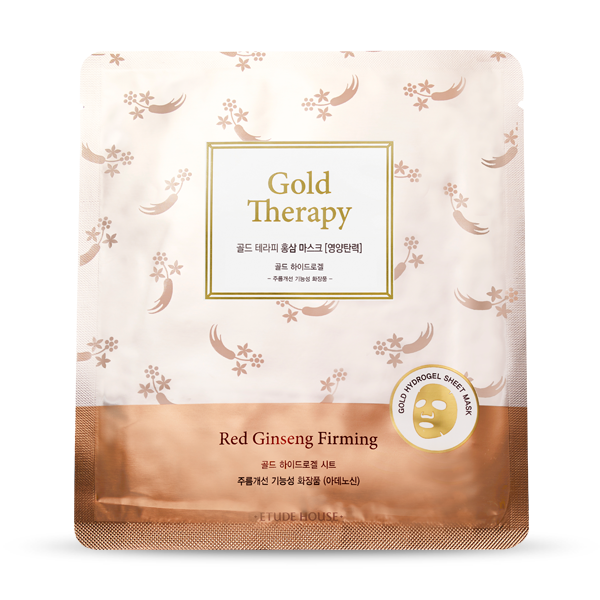 Gold
Therapy
골드 테라피 홍삼 마스크 [영양탄력]
골드 하이드로겔
- 주름개선 기능성 화장품 -
GOLD HYDROGEL SHEET MASK
Red Ginseng Firming
골드 하이드로겔 시트
주름개선 기능성 화장품 (아데노신)
·ETUDE HOUSE·